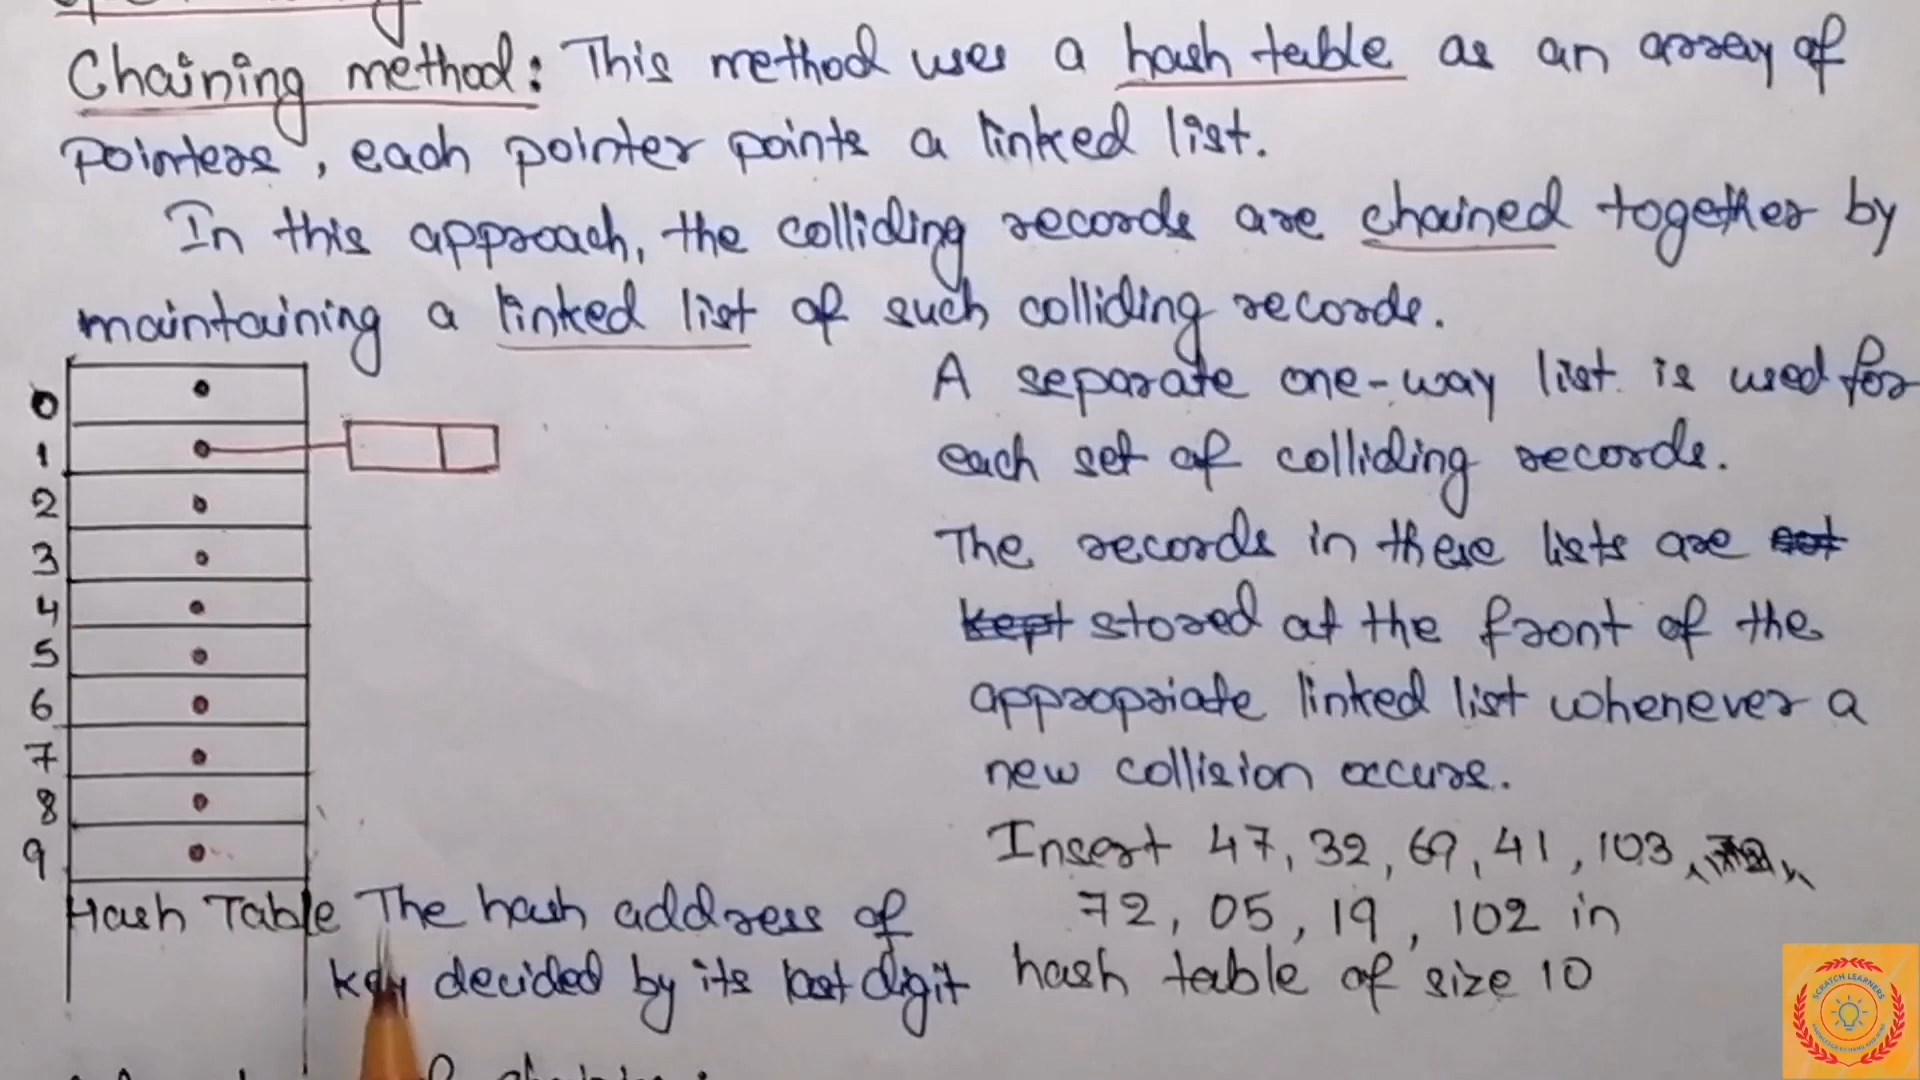 Chaining method: This method uses a hash table as an array of
pointers, each pointer points a linked list.
In this approach, the colliding records are chained together by
maintaining a linked list of such colliding records.
A separate one-way list is used for
each set of colliding records.
The records in these lists are
kept stored at the front of the
appropriate linked list whenever a
new collision occurs.
Insert 47, 32, 69, 41, 103,
72, 05, 19, 102 in
hash table of size 10
0
1
2
3
4
5
6
7
8
9
Hash Table
The hash address of
key decided by its last digit
SCRATCH LEARNERS